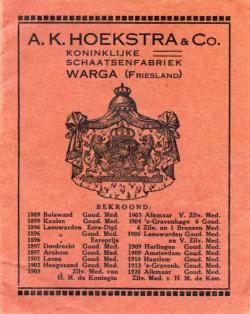 A. K. HOEKSTRA & Co.
KONINKLIJKE
SCHAATSENFABRIEK
WARGA (FRIESLAND)
BEKROOND:
1889 Bolsward Goud. Med.
1895 Keulen Goud. Med.
1896 Leeuwarden Eere-Dipl.
1896 „ Goud. Med.
1896 „ Eereprijs
1897 Dordrecht Goud. Med.
1897 Arnhem Goud. Med.
1901 Leens Goud. Med.
1902 Hoogezand Goud. Med.
1903 Zilv. Med. van
H. M. de Koningin
1903 Alkmaar V. Zilv. Med.
1904 's-Gravenhage 6 Goud.
4 Zilv. en 3 Bronzen Med.
1906 Leeuwarden Goud. Med.
en V. Zilv. Med.
1909 Harlingen Goud. Med.
1909 Amsterdam Goud. Med.
1910 Haarlem Goud. Med.
1913 's-Gravenh. Goud. Med.
1920 Alkmaar Goud. Med.
Zilv. Med. v. H. M. de Kon.